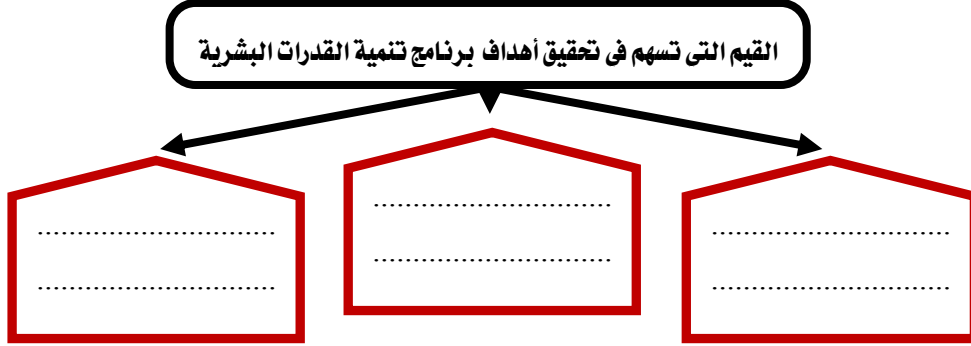 القيم التى تسهم فى تحقيق أهداف برنامج تنمية القدرات البشرية